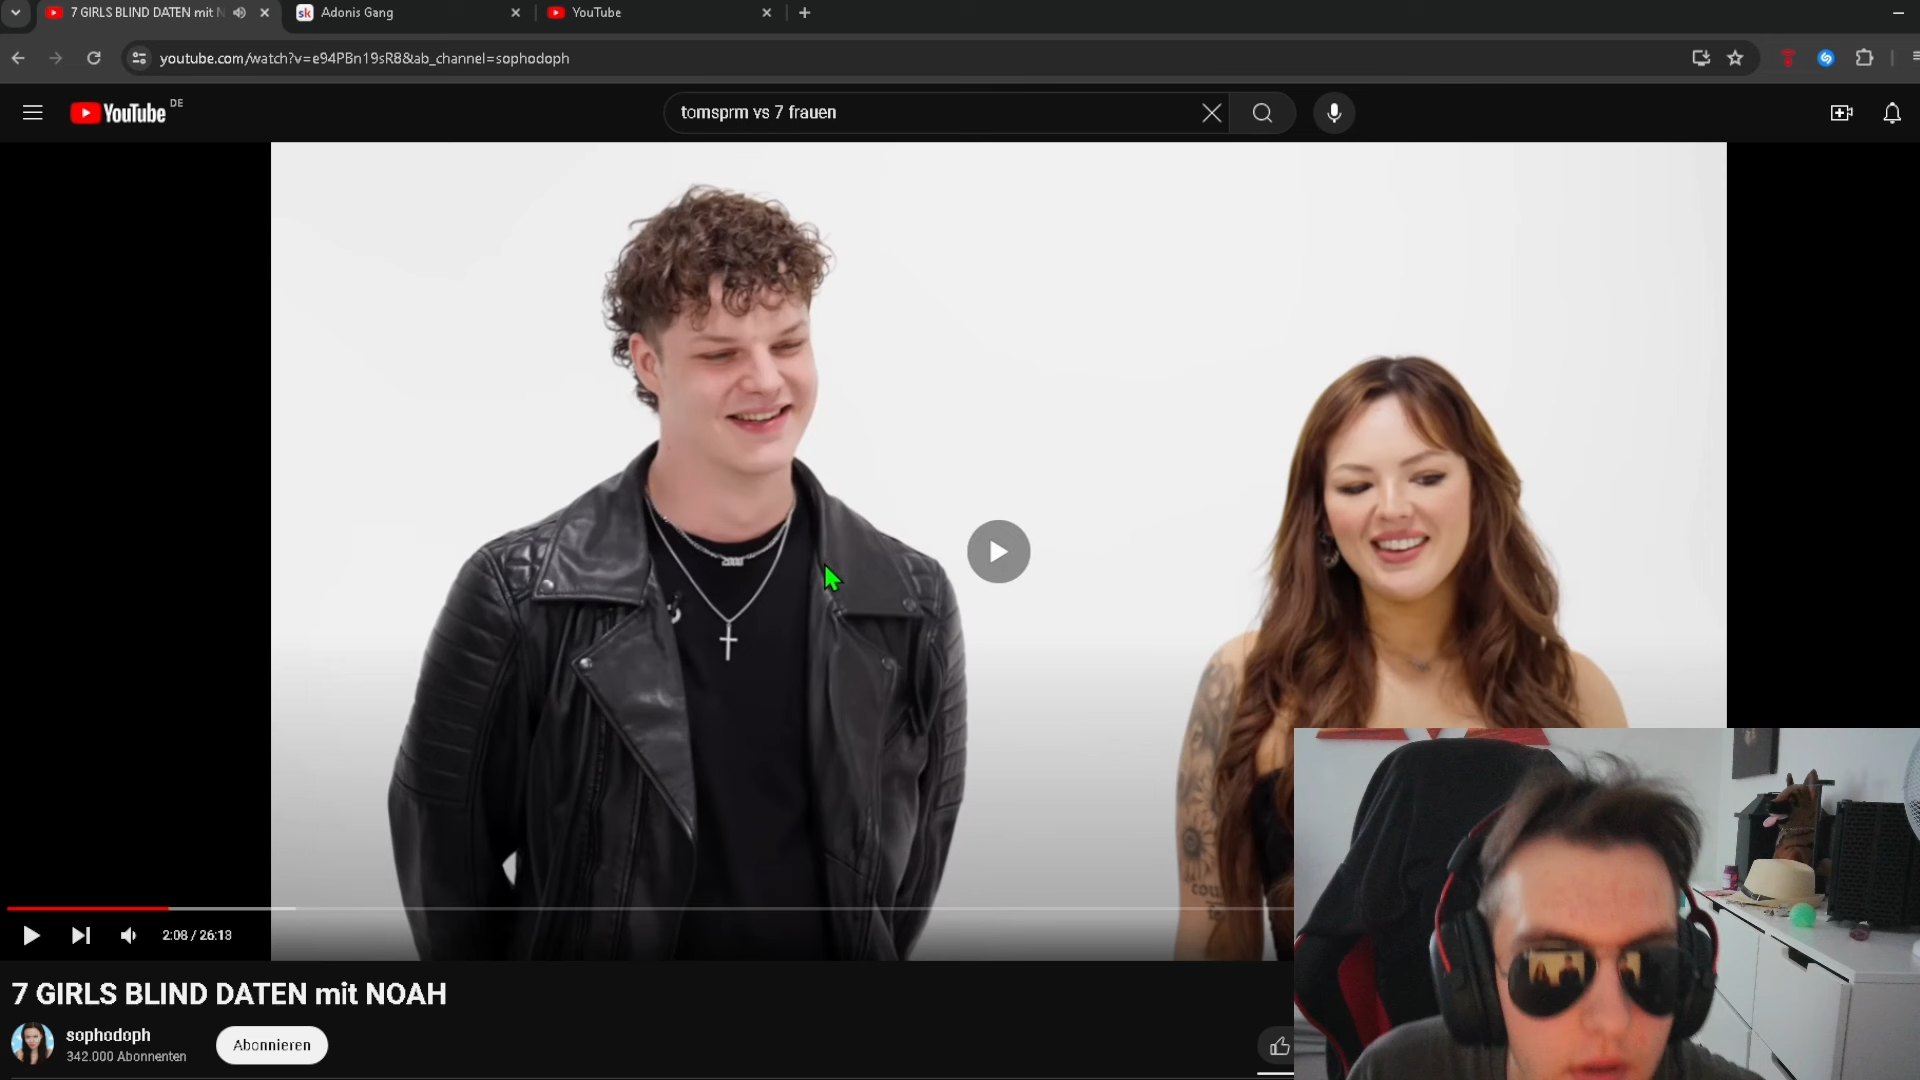 7 GIRLS BLIND DATEN mit N
Adonis Gang
YouTube
youtube.com/watch?v=e94PBn19sR8&ab_channel=sophodoph
YouTube DE
tomsprm vs 7 frauen
2:08 / 26:13
7 GIRLS BLIND DATEN mit NOAH
sophodoph
342.000 Abonnenten
Abonnieren